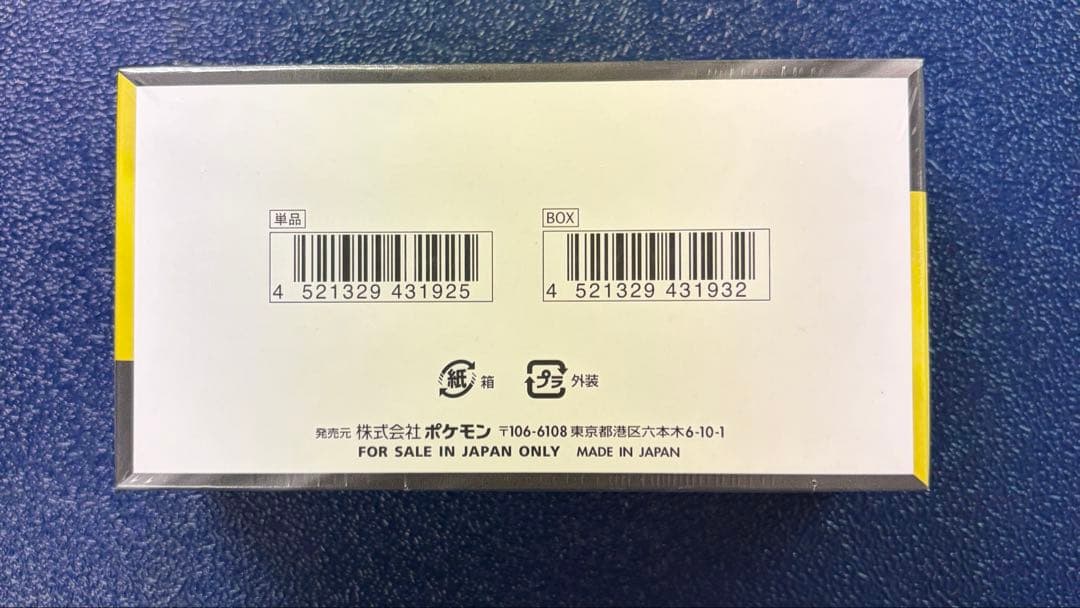 単品
4 521329 431925
BOX
4 521329 431932
紙 箱
プラ 外装
発売元 株式会社 ポケモン 〒106-6108 東京都港区六本木6-10-1
FOR SALE IN JAPAN ONLY MADE IN JAPAN